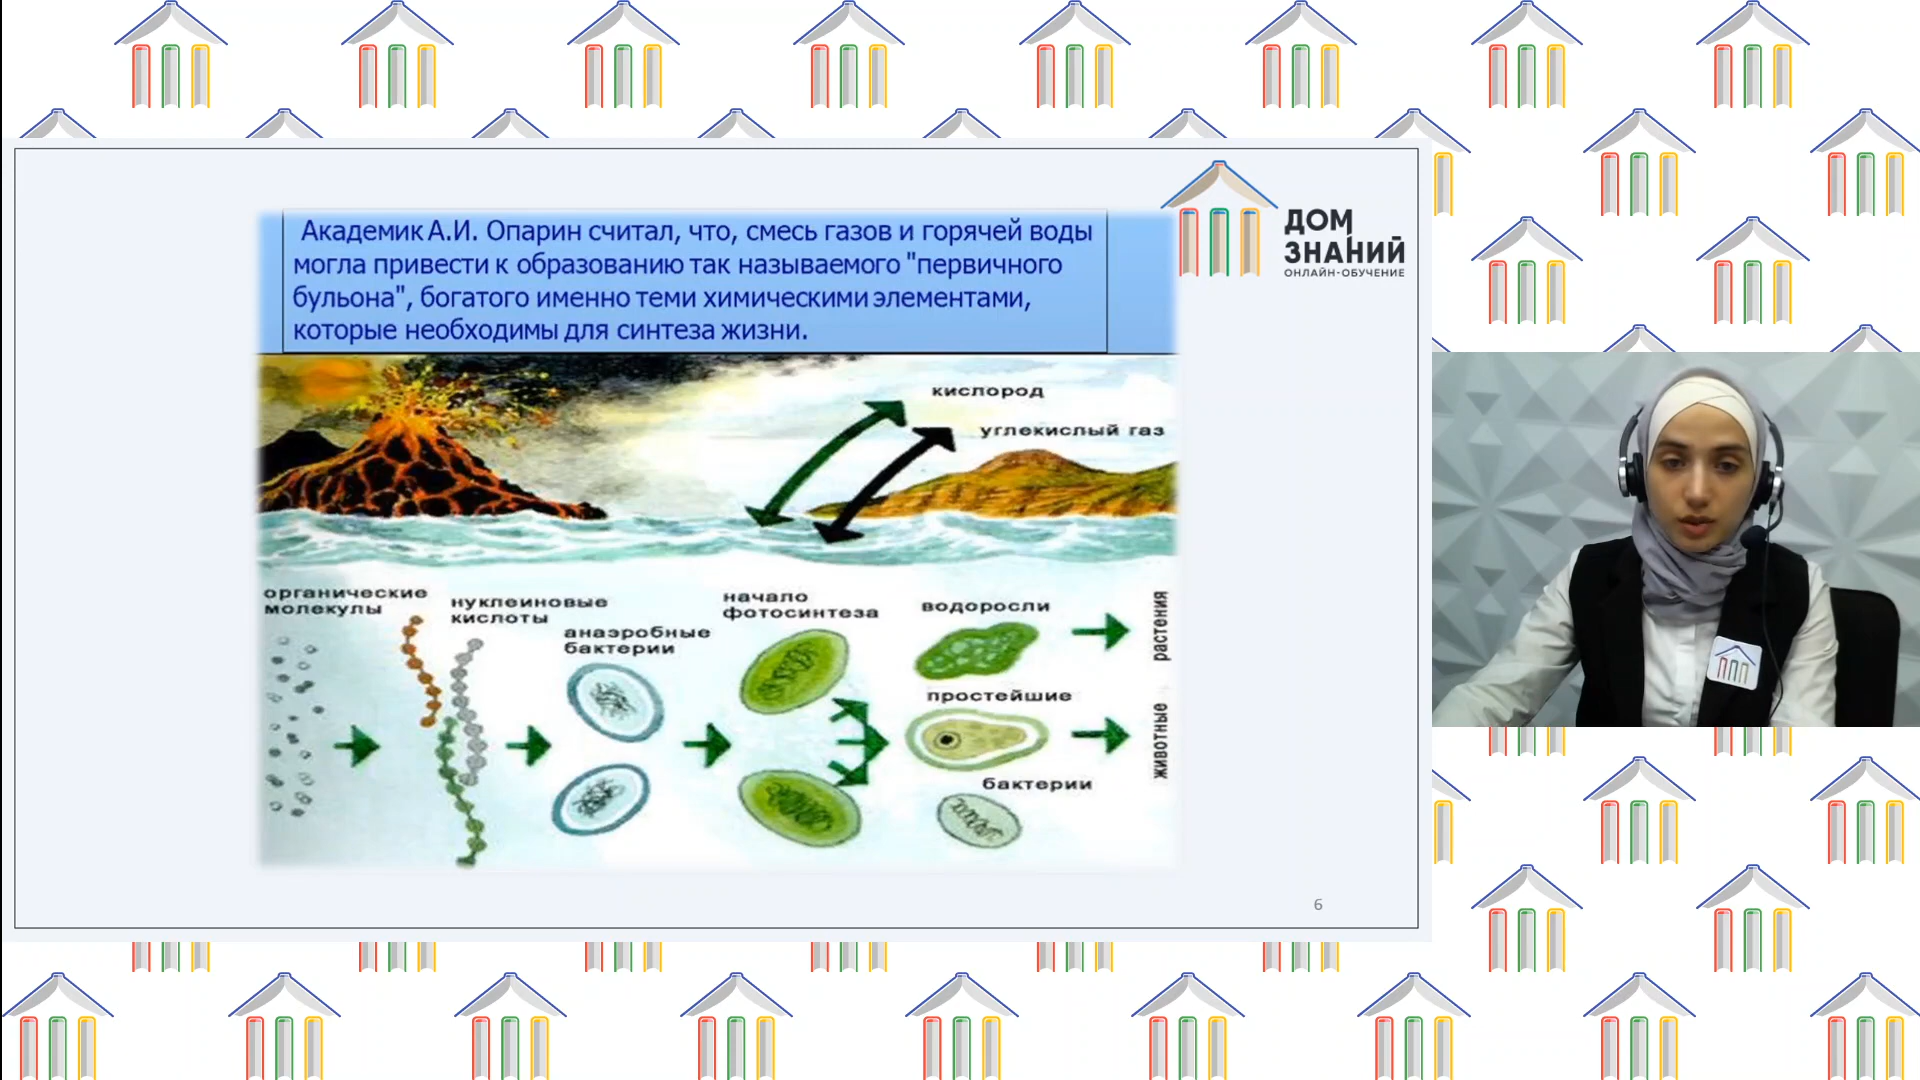 Академик А.И. Опарин считал, что, смесь газов и горячей воды
могла привести к образованию так называемого "первичного
бульона", богатого именно теми химическими элементами,
которые необходимы для синтеза жизни.
ДОМ
ЗНАНИЙ
ОНЛАЙН-ОБУЧЕНИЕ
кислород
углекислый газ
органические
молекулы
нуклеиновые
кислоты
анаэробные
бактерии
начало
фотосинтеза
водоросли
растения
простейшие
животные
бактерии
6